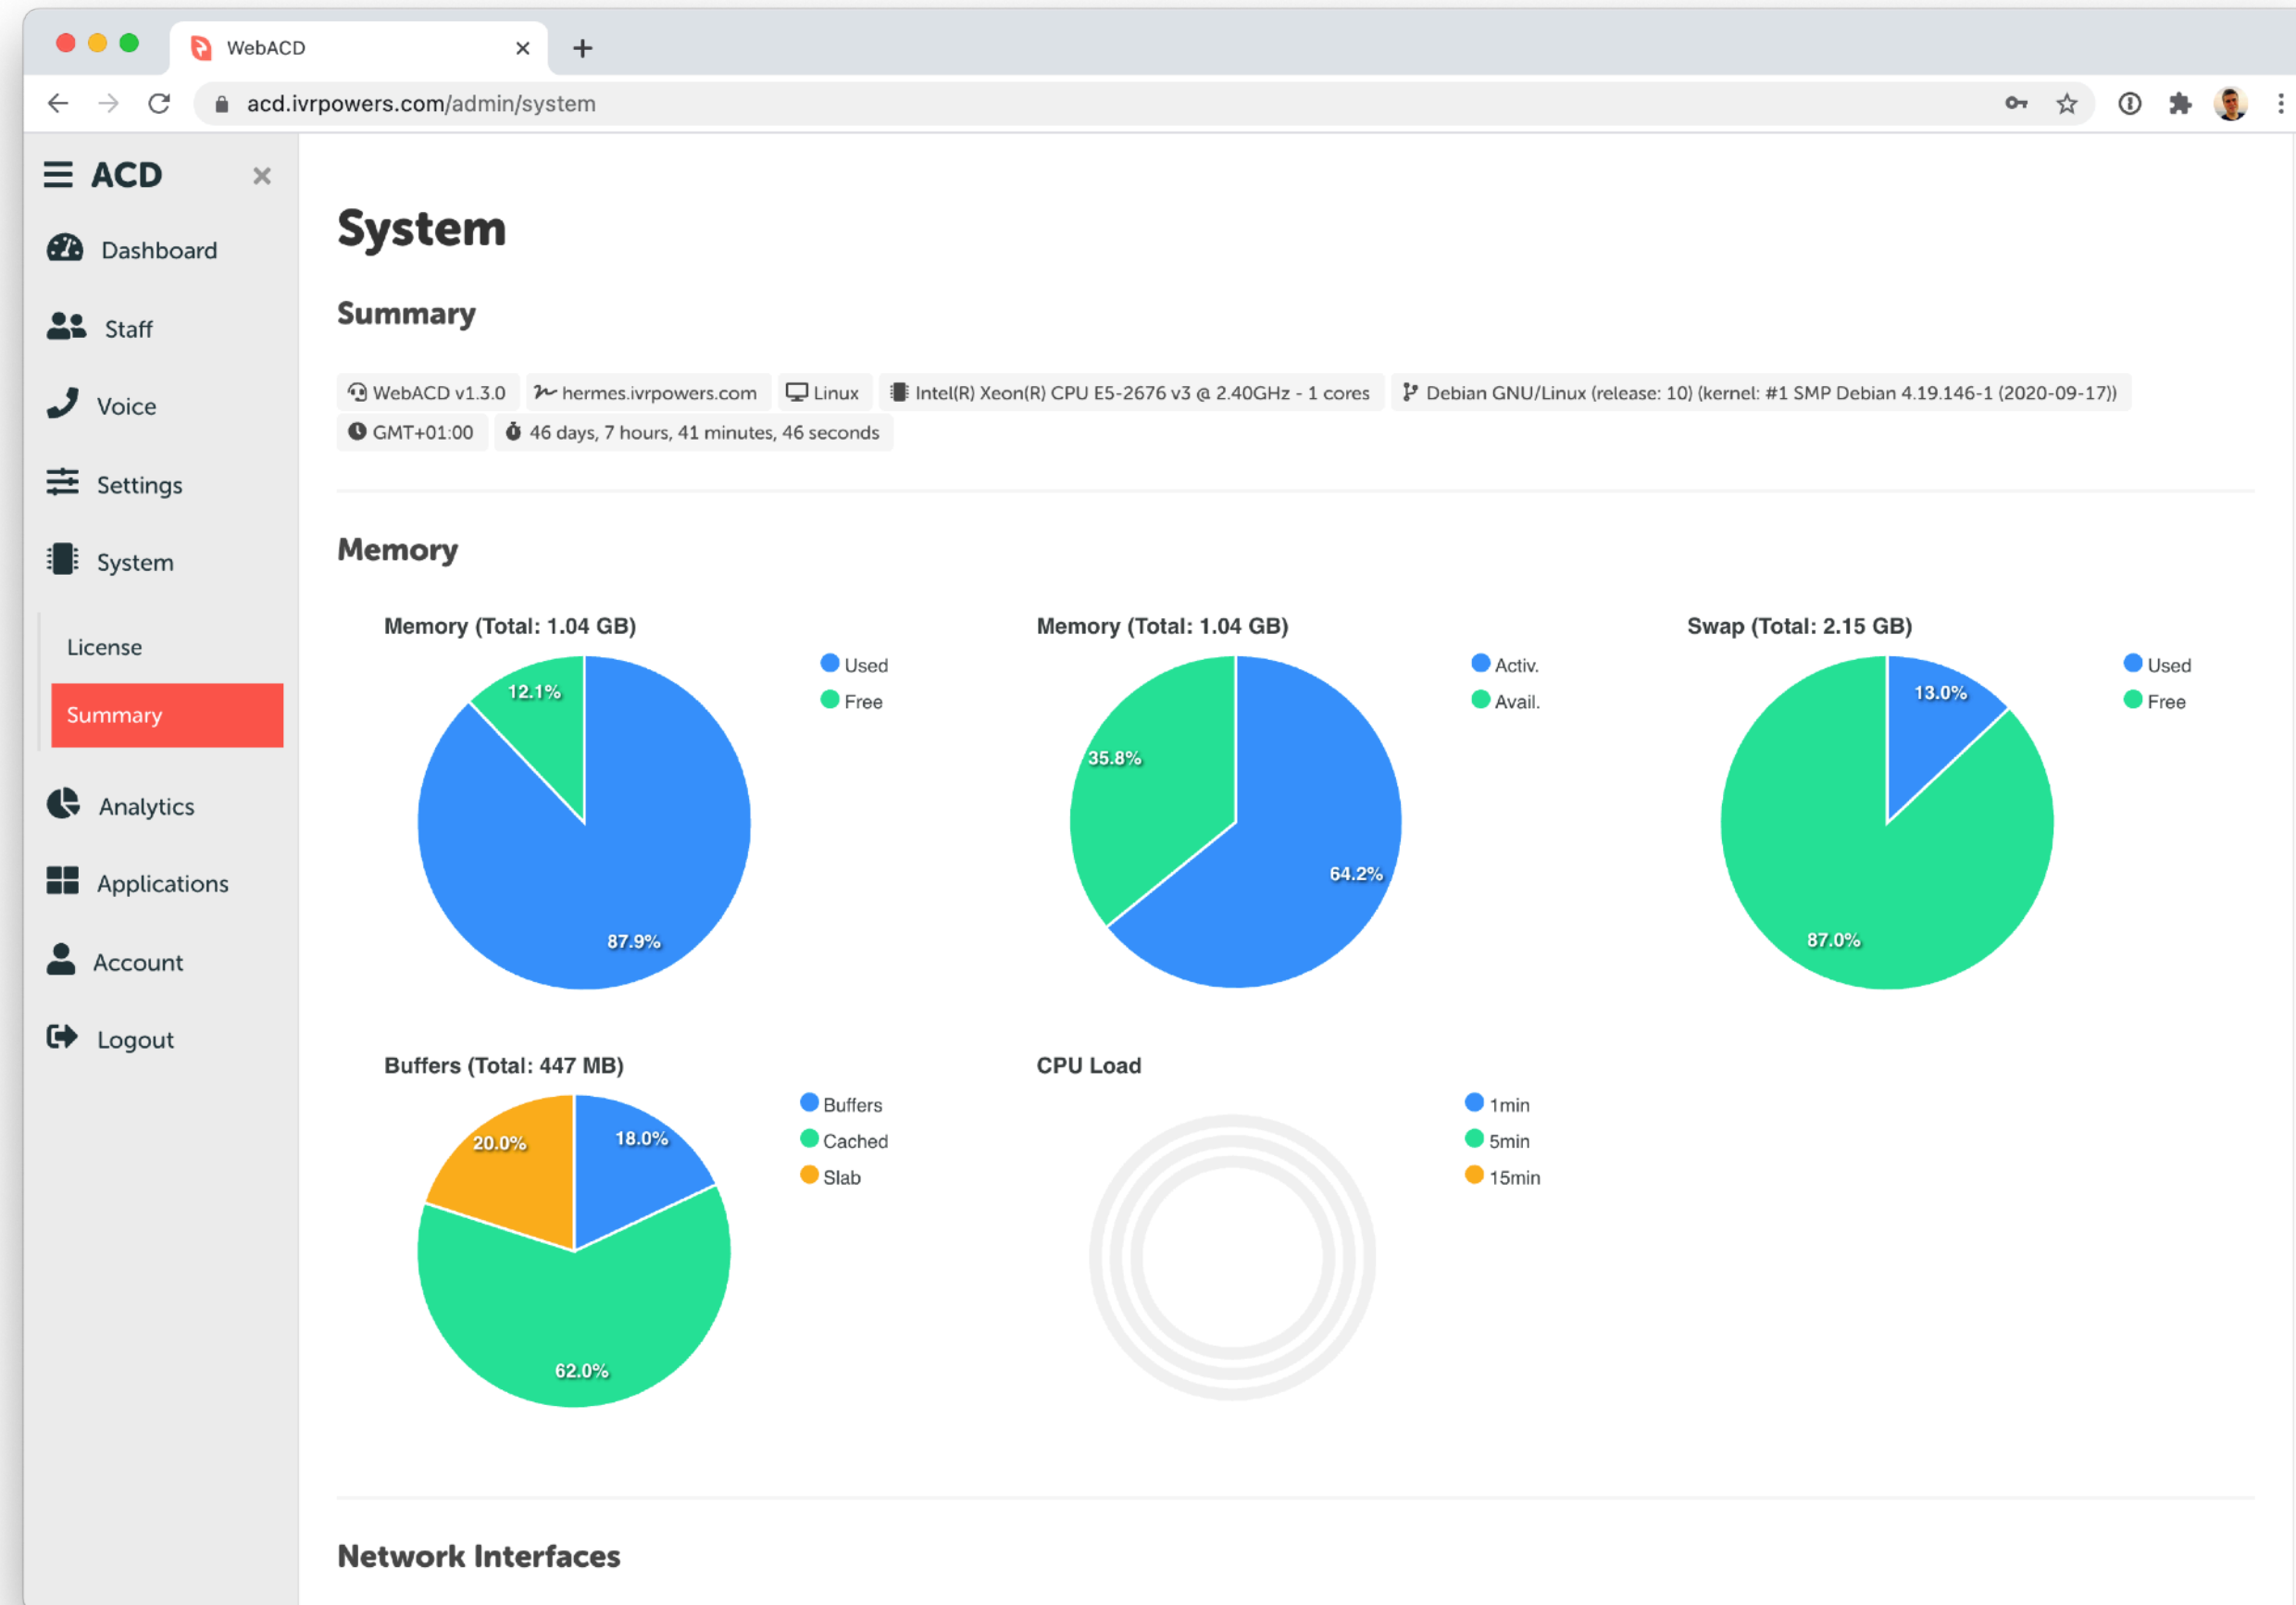 WebACD
acd.ivrpowers.com/admin/system
ACD
Dashboard
Staff
Voice
Settings
System
License
Summary
Analytics
Applications
Account
Logout
System
Summary
WebACD v1.3.0 hermes.ivrpowers.com Linux Intel(R) Xeon(R) CPU E5-2676 v3 @ 2.40GHz - 1 cores Debian GNU/Linux (release: 10) (kernel: #1 SMP Debian 4.19.146-1 (2020-09-17))
GMT+01:00 46 days, 7 hours, 41 minutes, 46 seconds
Memory
Memory (Total: 1.04 GB)
Used
Free
12.1%
87.9%
Memory (Total: 1.04 GB)
Activ.
Avail.
35.8%
64.2%
Swap (Total: 2.15 GB)
Used
Free
13.0%
87.0%
Buffers (Total: 447 MB)
Buffers
Cached
Slab
20.0%
18.0%
62.0%
CPU Load
1min
5min
15min
Network Interfaces